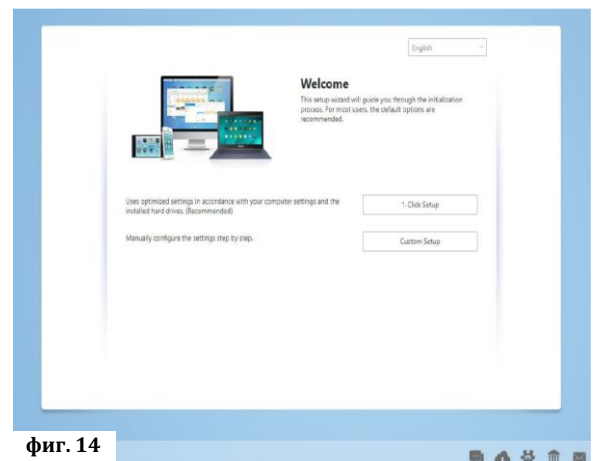 English
Welcome
This setup wizard will guide you through the initialization
process. For most users, the default options are
recommended.
Uses optimized settings in accordance with your computer settings and the
installed hard drives. (Recommended)
1-Click Setup
Manually configure the settings step by step.
Custom Setup
фиг. 14